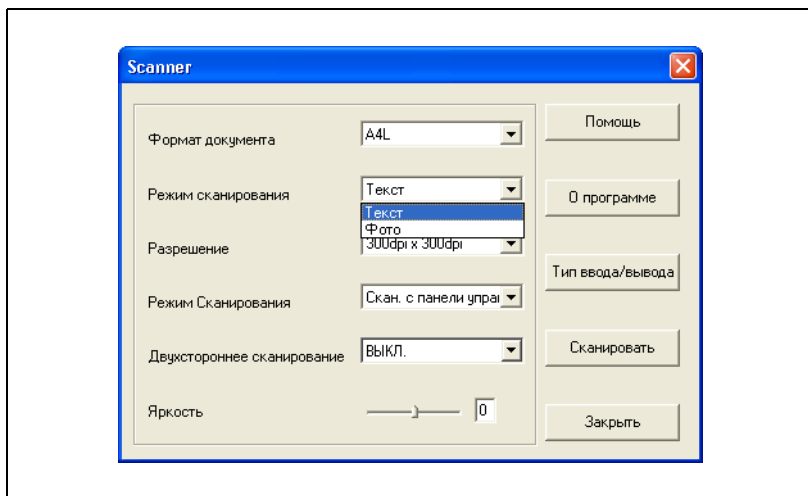 Scanner
Формат документа
A4L
Режим сканирования
Текст
Текст
Фото
Разрешение
300dpi x 300dpi
Режим Сканирования
Скан. с панели упра
Двухстороннее сканирование
ВЫКЛ.
Яркость
0
Помощь
О программе
Тип ввода/вывода
Сканировать
Закрыть